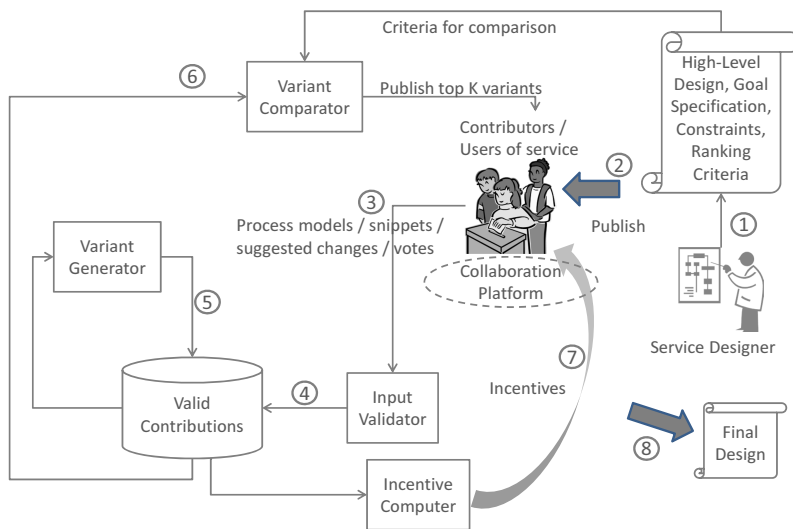 Criteria for comparison
6
Variant
Comparator
Publish top K variants
High-Level
Design, Goal
Specification,
Constraints,
Ranking
Criteria
Contributors /
Users of service
2
Publish
3
Process models / snippets /
suggested changes / votes
1
Variant
Generator
Collaboration
Platform
5
Service Designer
7
Incentives
Valid
Contributions
4
Input
Validator
8
Final
Design
Incentive
Computer